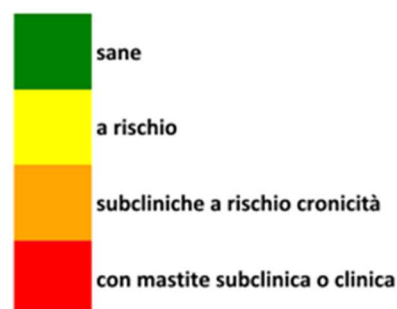 sane
a rischio
subcliniche a rischio cronicità
con mastite subclinica o clinica